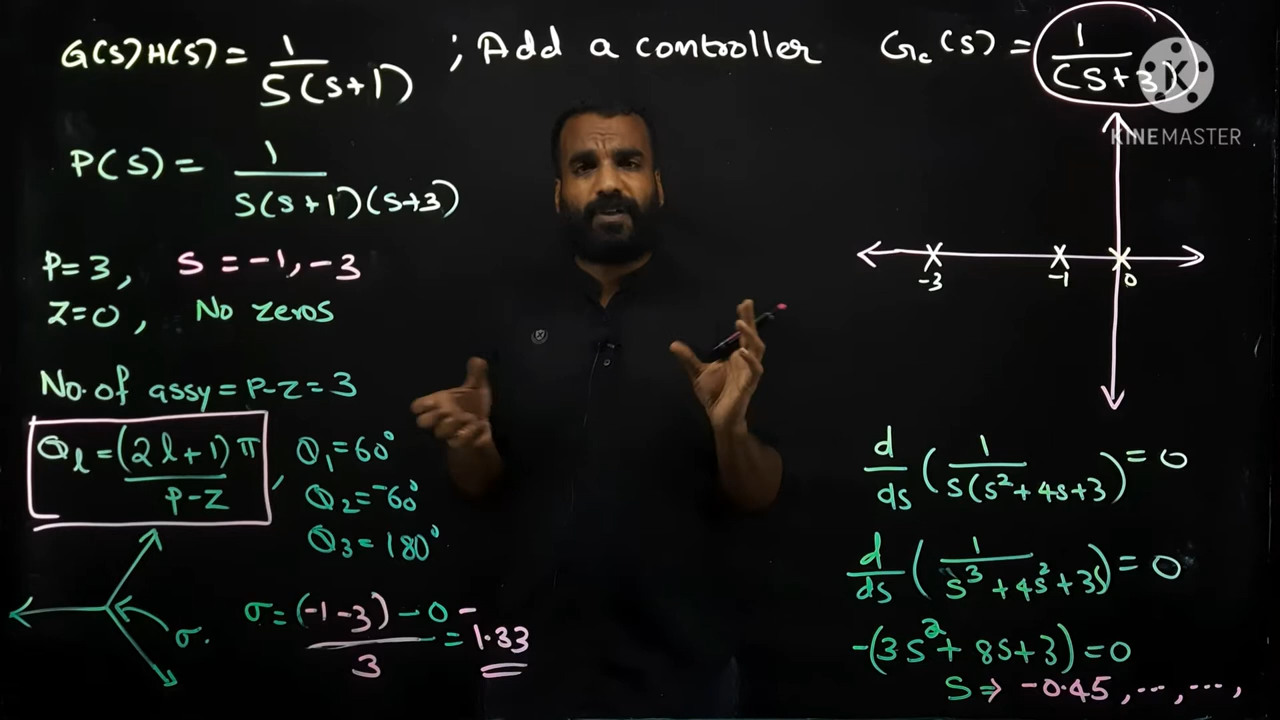 G(s)H(s) = 1/S(S+1) ; Add a controller Gc(s) = 1/(S+3)
KINEMASTER
P(s) = 1/S(S+1)(S+3)
P=3, S = -1, -3
Z=0, No zeros
-3 -1 0
No. of assy = P-Z = 3
θl = (2l+1)π/P-Z, θ1 = 60°
θ2 = -60°
θ3 = 180°
σ.
σ = (-1-3) - 0/3 = -1.33
d/ds (1/S(S²+4S+3)) = 0
d/ds (1/S³+4S²+3S) = 0
-(3S²+8S+3) = 0
S ⇒ -0.45, ..., ...,